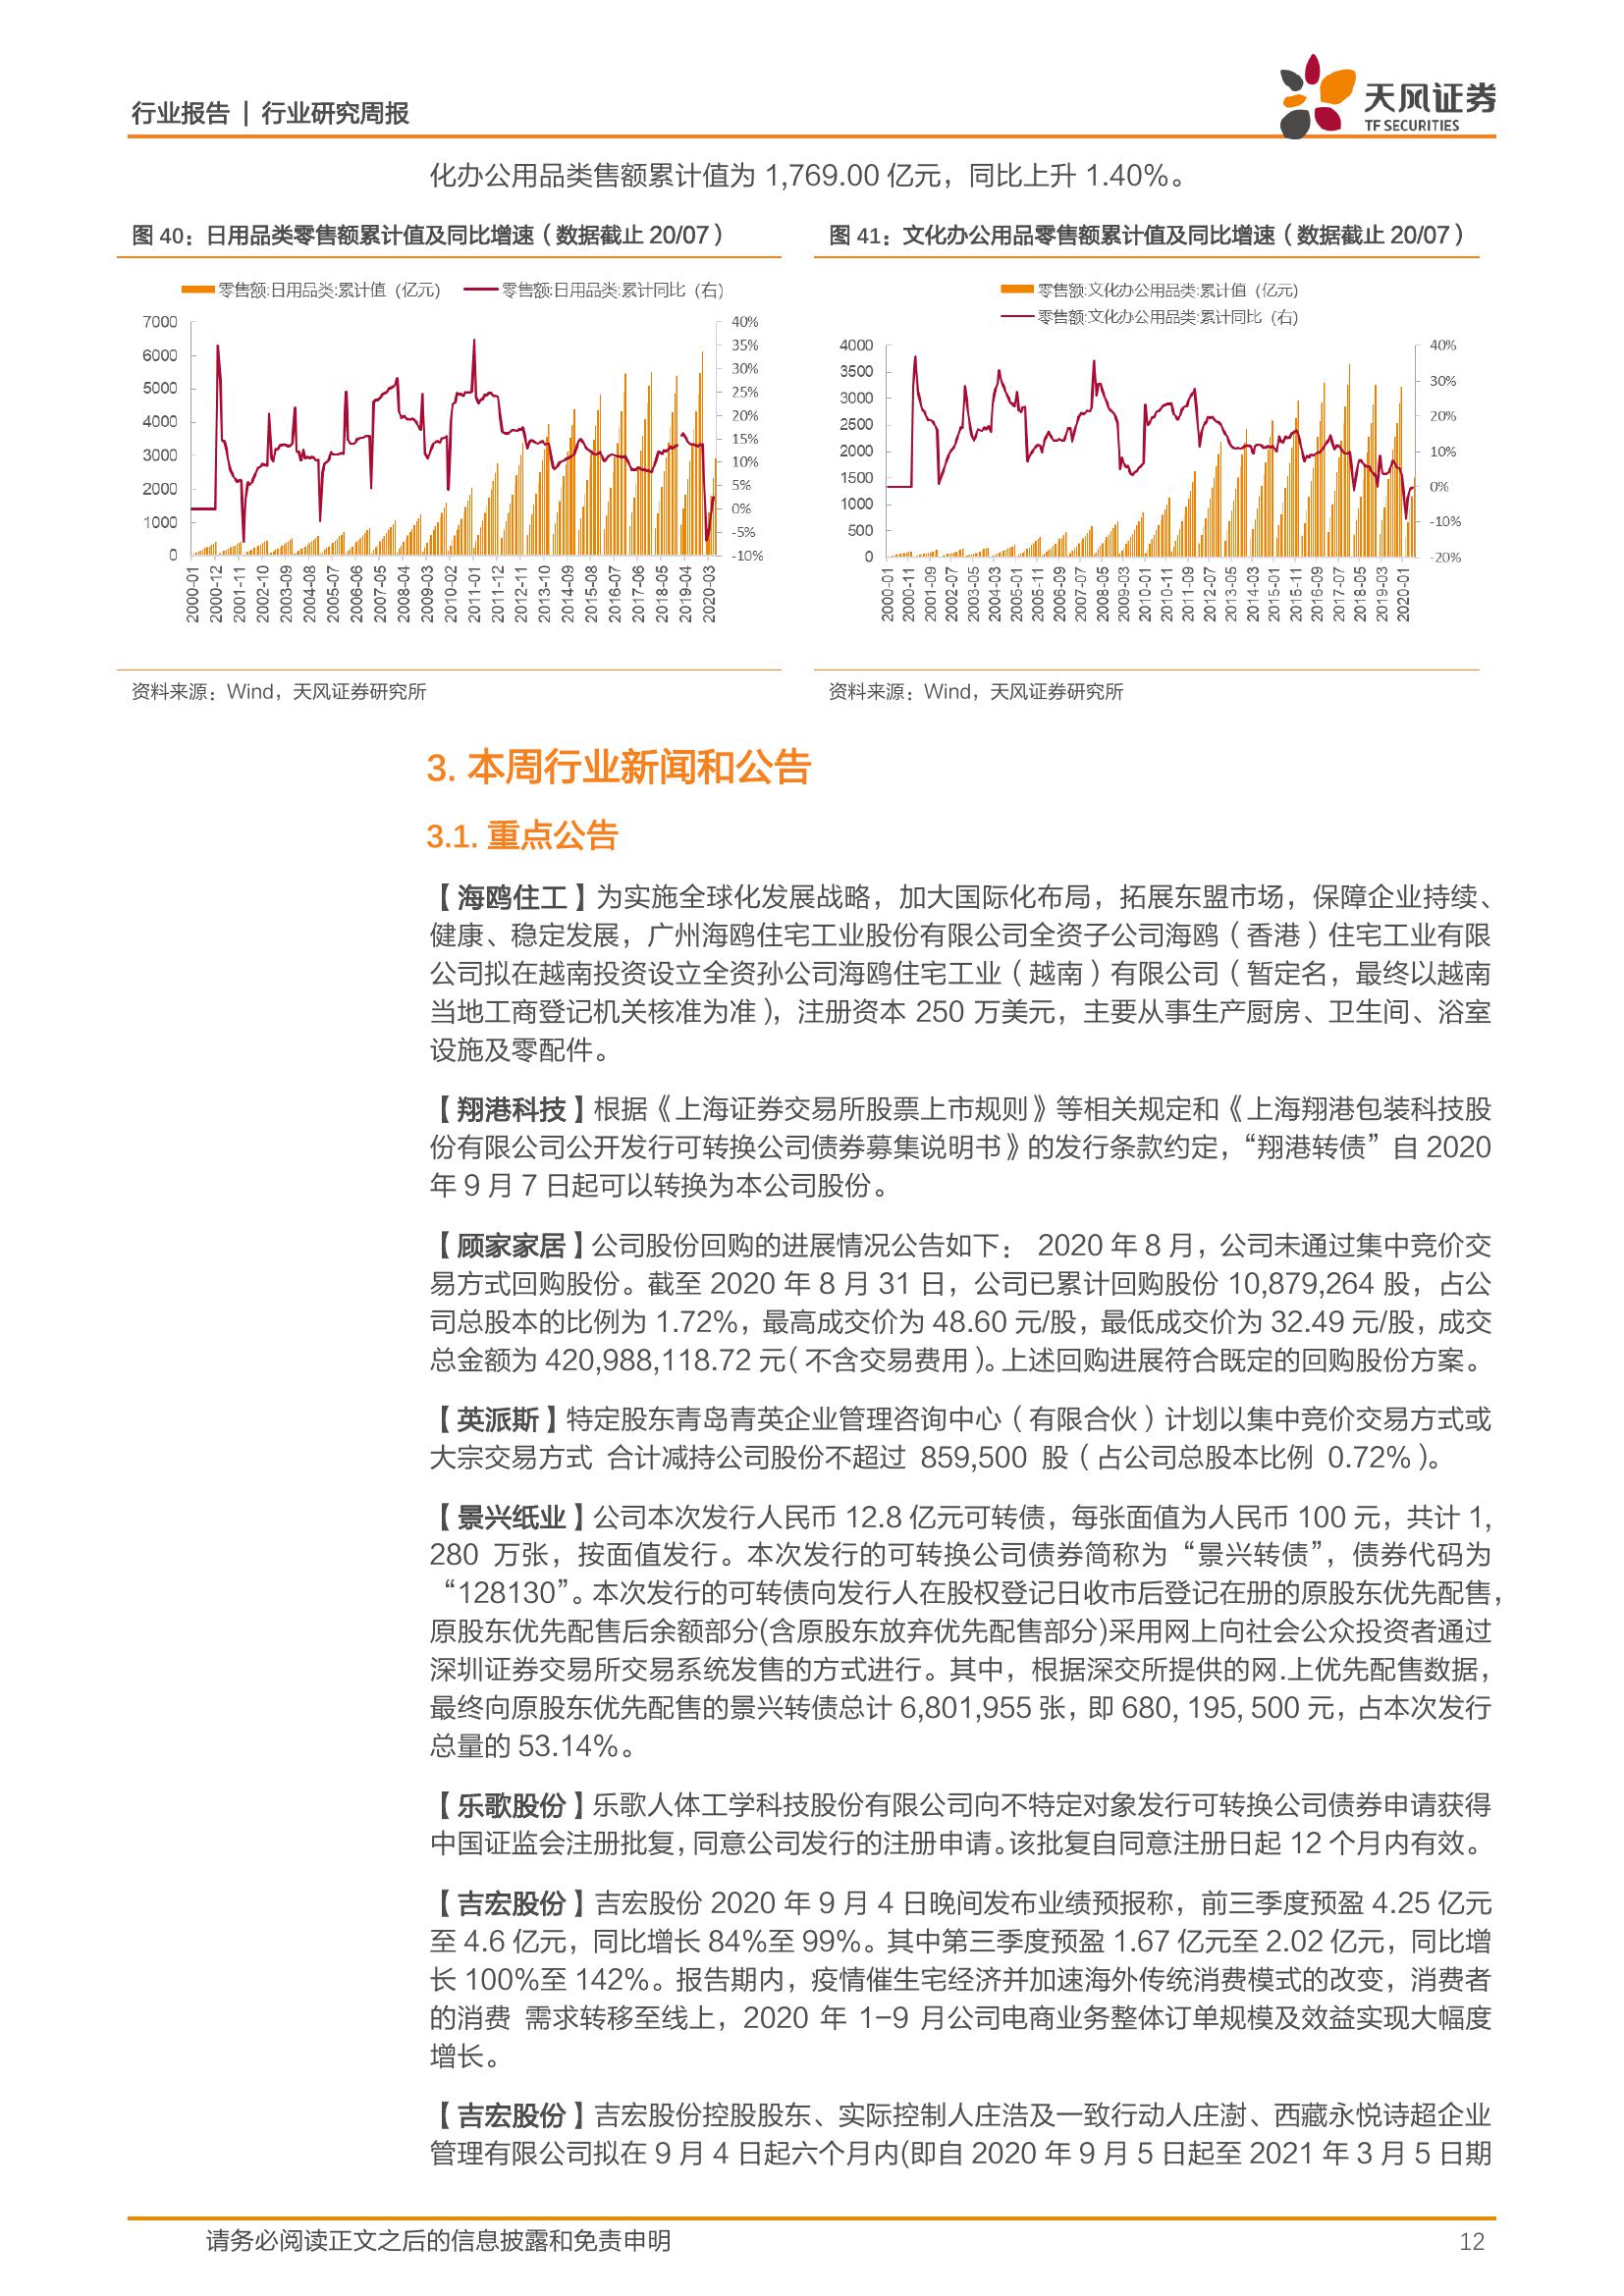 行业报告 | 行业研究周报
天风证券
TF SECURITIES
化办公用品类售额累计值为 1,769.00 亿元，同比上升 1.40%。
图 40：日用品类零售额累计值及同比增速（数据截止 20/07）
零售额:日用品类:累计值（亿元）
零售额:日用品类:累计同比（右）
7000
6000
5000
4000
3000
2000
1000
0
40%
35%
30%
25%
20%
15%
10%
5%
0%
-5%
-10%
2000-01
2000-12
2001-11
2002-10
2003-09
2004-08
2005-07
2006-06
2007-05
2008-04
2009-03
2010-02
2011-01
2011-12
2012-11
2013-10
2014-09
2015-08
2016-07
2017-06
2018-05
2019-04
2020-03
资料来源：Wind，天风证券研究所
图 41：文化办公用品零售额累计值及同比增速（数据截止 20/07）
零售额:文化办公用品类:累计值（亿元）
零售额:文化办公用品类:累计同比（右）
4000
3500
3000
2500
2000
1500
1000
500
0
40%
30%
20%
10%
0%
-10%
-20%
2000-01
2000-11
2001-09
2002-07
2003-05
2004-03
2005-01
2005-11
2006-09
2007-07
2008-05
2009-03
2010-01
2010-11
2011-09
2012-07
2013-05
2014-03
2015-01
2015-11
2016-09
2017-07
2018-05
2019-03
2020-01
资料来源：Wind，天风证券研究所
3. 本周行业新闻和公告
3.1. 重点公告
【海鸥住工】为实施全球化发展战略，加大国际化布局，拓展东盟市场，保障企业持续、
健康、稳定发展，广州海鸥住宅工业股份有限公司全资子公司海鸥（香港）住宅工业有限
公司拟在越南投资设立全资孙公司海鸥住宅工业（越南）有限公司（暂定名，最终以越南
当地工商登记机关核准为准），注册资本 250 万美元，主要从事生产厨房、卫生间、浴室
设施及零配件。
【翔港科技】根据《上海证券交易所股票上市规则》等相关规定和《上海翔港包装科技股
份有限公司公开发行可转换公司债券募集说明书》的发行条款约定，“翔港转债”自 2020
年 9 月 7 日起可以转换为本公司股份。
【顾家家居】公司股份回购的进展情况公告如下： 2020 年 8 月，公司未通过集中竞价交
易方式回购股份。截至 2020 年 8 月 31 日，公司已累计回购股份 10,879,264 股，占公
司总股本的比例为 1.72%，最高成交价为 48.60 元/股，最低成交价为 32.49 元/股，成交
总金额为 420,988,118.72 元（不含交易费用）。上述回购进展符合既定的回购股份方案。
【英派斯】特定股东青岛青英企业管理咨询中心（有限合伙）计划以集中竞价交易方式或
大宗交易方式 合计减持公司股份不超过 859,500 股（占公司总股本比例 0.72%）。
【景兴纸业】公司本次发行人民币 12.8 亿元可转债，每张面值为人民币 100 元，共计 1,
280 万张，按面值发行。本次发行的可转换公司债券简称为“景兴转债”，债券代码为
“128130”。本次发行的可转债向发行人在股权登记日收市后登记在册的原股东优先配售，
原股东优先配售后余额部分(含原股东放弃优先配售部分)采用网上向社会公众投资者通过
深圳证券交易所交易系统发售的方式进行。其中，根据深交所提供的网.上优先配售数据，
最终向原股东优先配售的景兴转债总计 6,801,955 张，即 680, 195, 500 元，占本次发行
总量的 53.14%。
【乐歌股份】乐歌人体工学科技股份有限公司向不特定对象发行可转换公司债券申请获得
中国证监会注册批复，同意公司发行的注册申请。该批复自同意注册日起 12 个月内有效。
【吉宏股份】吉宏股份 2020 年 9 月 4 日晚间发布业绩预报称，前三季度预盈 4.25 亿元
至 4.6 亿元，同比增长 84%至 99%。其中第三季度预盈 1.67 亿元至 2.02 亿元，同比增
长 100%至 142%。报告期内，疫情催生宅经济并加速海外传统消费模式的改变，消费者
的消费 需求转移至线上，2020 年 1-9 月公司电商业务整体订单规模及效益实现大幅度
增长。
【吉宏股份】吉宏股份控股股东、实际控制人庄浩及一致行动人庄澍、西藏永悦诗超企业
管理有限公司拟在 9 月 4 日起六个月内(即自 2020 年 9 月 5 日起至 2021 年 3 月 5 日期
请务必阅读正文之后的信息披露和免责申明
12